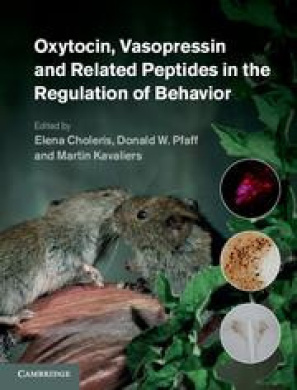 Oxytocin, Vasopressin
and Related Peptides in the
Regulation of Behavior
Edited by
Elena Choleris, Donald W. Pfaff
and Martin Kavaliers
CAMBRIDGE